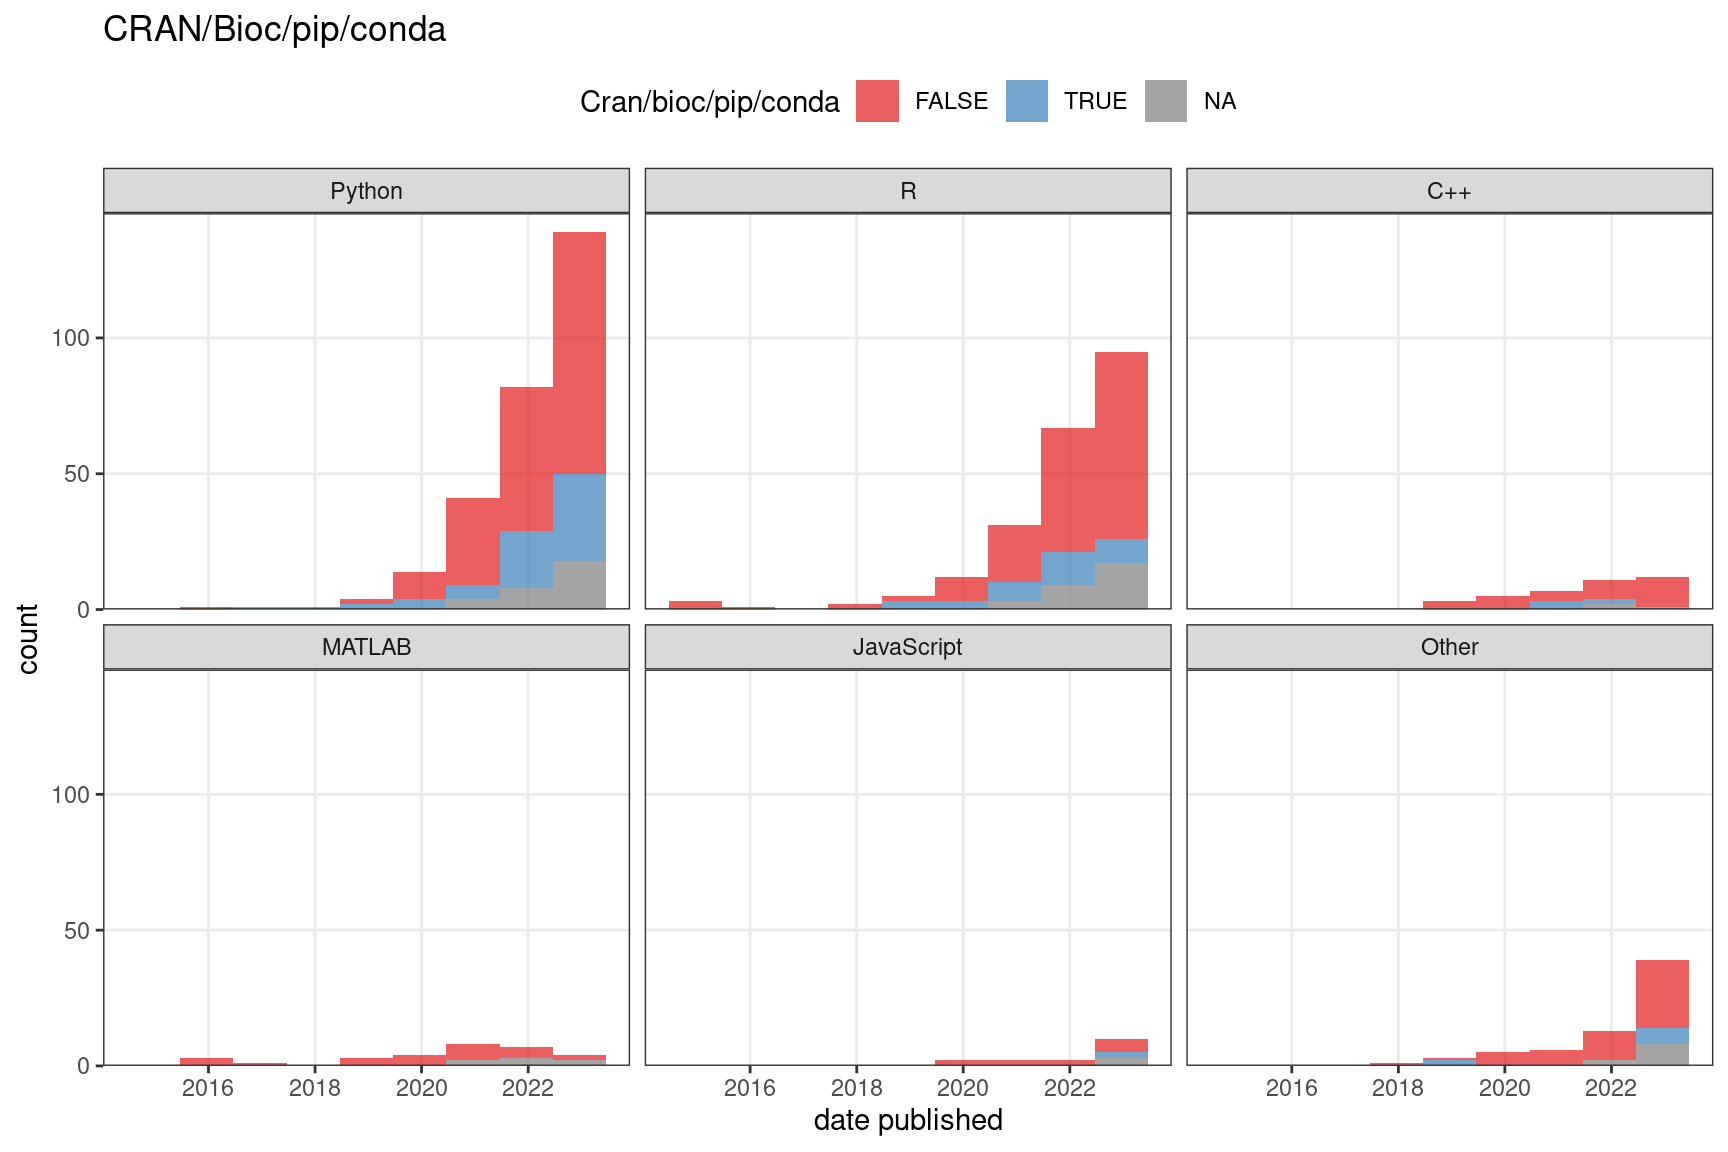 CRAN/Bioc/pip/conda
Cran/bioc/pip/conda FALSE TRUE NA
Python R C++
100
50
0
count
MATLAB JavaScript Other
100
50
0
2016 2018 2020 2022 2016 2018 2020 2022 2016 2018 2020 2022
date published